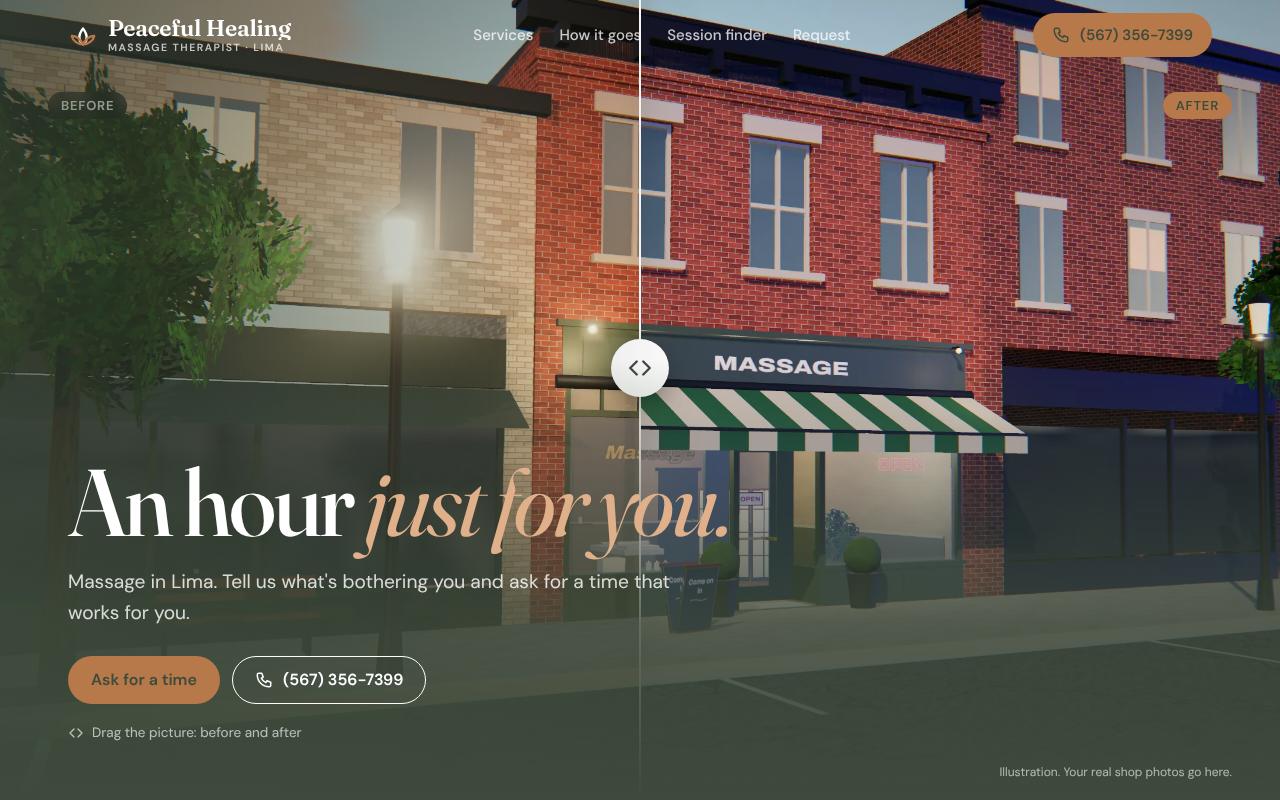 Peaceful Healing
MASSAGE THERAPIST · LIMA
Services
How it goes
Session finder
Request
(567) 356-7399
BEFORE
AFTER
MASSAGE
Massage
OPEN
OPEN
Come on in
An hour just for you.
Massage in Lima. Tell us what's bothering you and ask for a time that
works for you.
Ask for a time
(567) 356-7399
Drag the picture: before and after
Illustration. Your real shop photos go here.